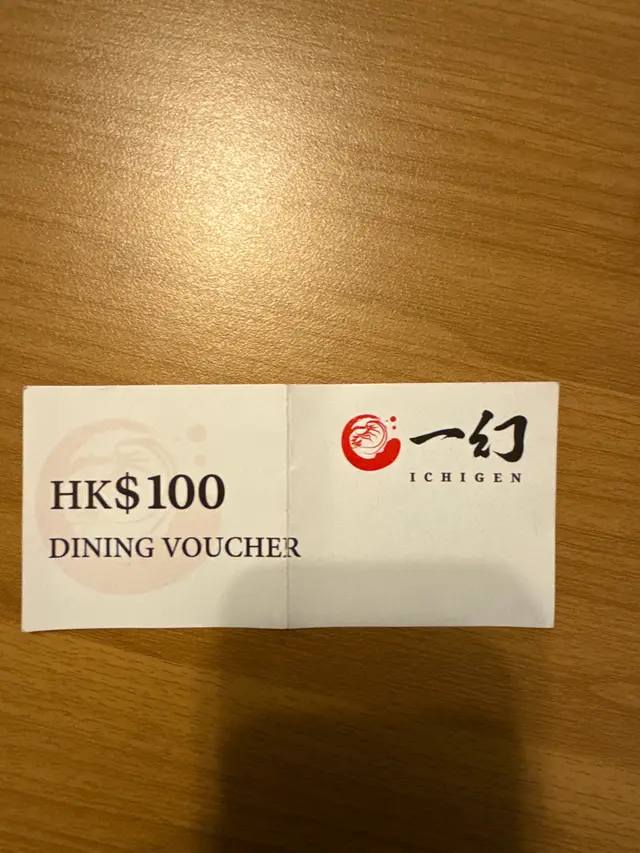 HK$100
DINING VOUCHER
一幻
ICHIGEN